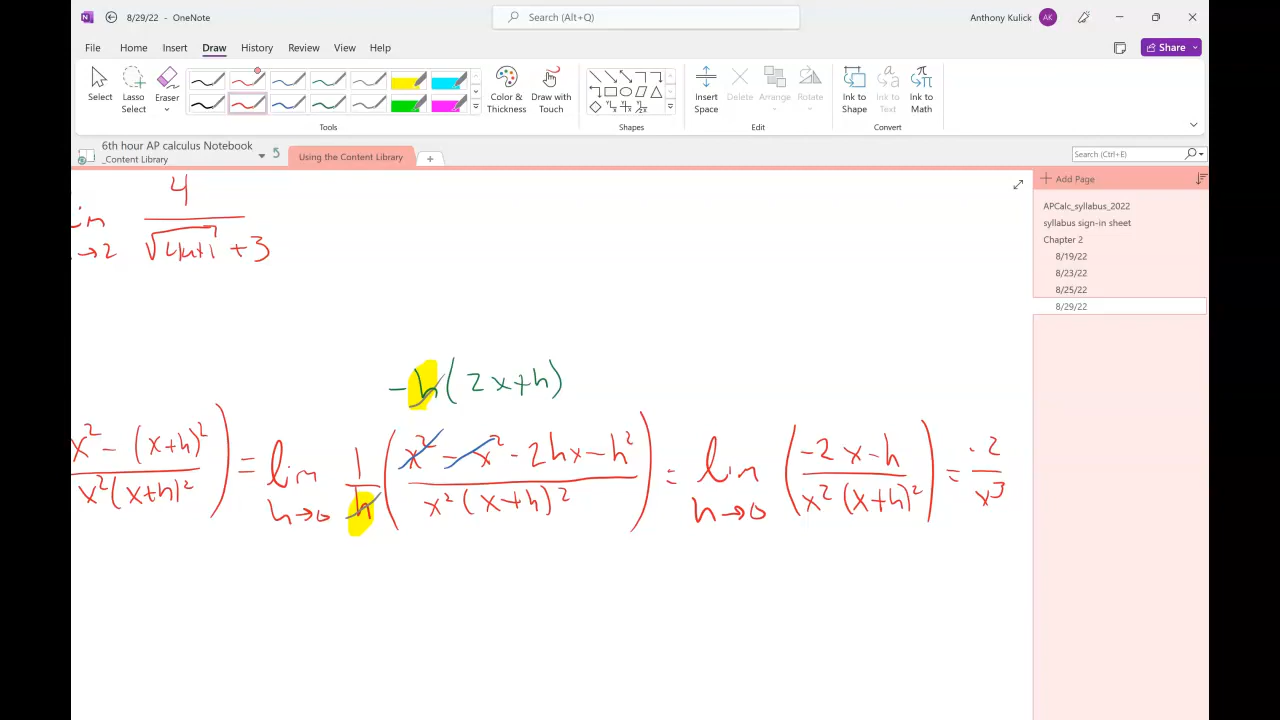 8/29/22 - OneNote
Search (Alt+Q)
Anthony Kulick
AK
File Home Insert Draw History Review View Help
Share
Select
Lasso Select
Eraser
Color & Thickness
Draw with Touch
Insert Space
Delete
Arrange
Rotate
Ink to Shape
Ink to Text
Ink to Math
Tools
Shapes
Edit
Convert
6th hour AP calculus Notebook
_Content Library
Using the Content Library
Search (Ctrl+E)
Add Page
APCalc_syllabus_2022
syllabus sign-in sheet
Chapter 2
8/19/22
8/23/22
8/25/22
8/29/22
4
→2 √(4x+1) + 3
-h(2x+h)
x² - (x+h)² / x²(x+h)² ) = lim h→0 1/h ( x² - x² - 2hx - h² / x²(x+h)² ) = lim h→0 ( -2x-h / x²(x+h)² ) = -2 / x³